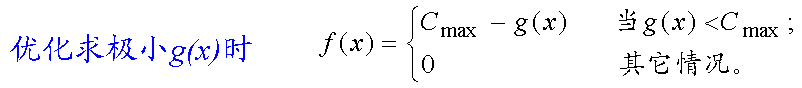 优化求极小g(x)时
f(x) = { C_max − g(x) 当g(x) < C_max ;
0 其它情况。